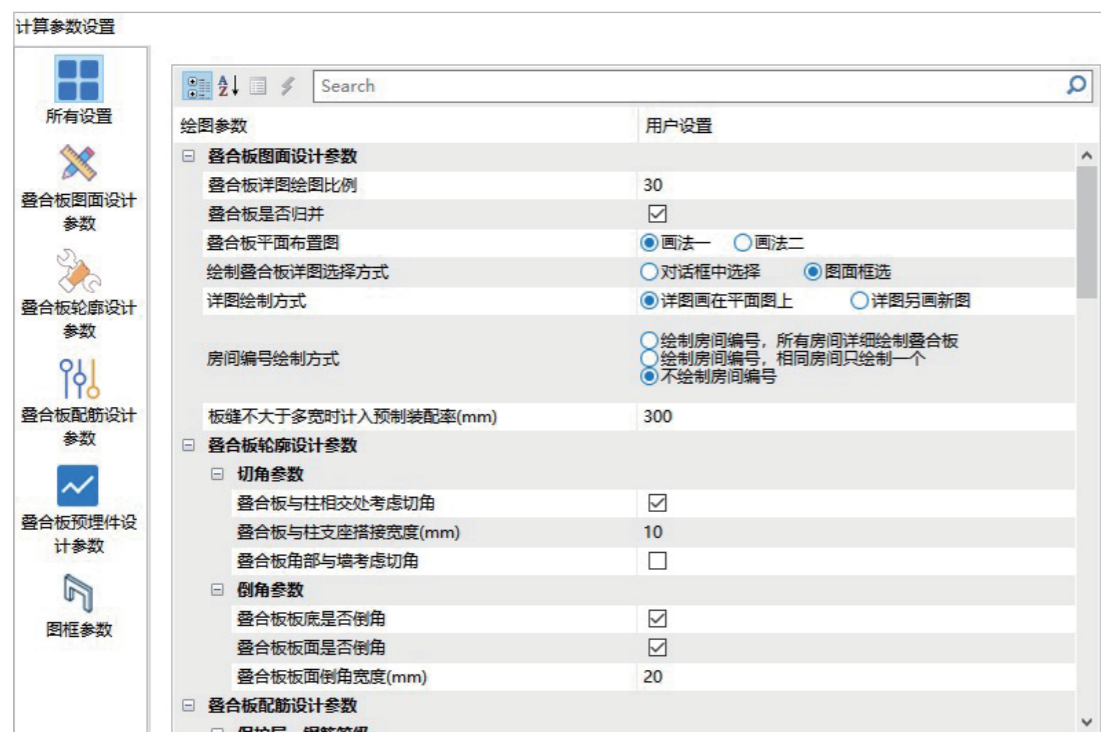 计算参数设置
所有设置
叠合板图面设计
参数
叠合板轮廓设计
参数
叠合板配筋设计
参数
叠合板预埋件设
计参数
图框参数
Search
绘图参数 用户设置
叠合板图面设计参数
叠合板详图绘图比例 30
叠合板是否归并
叠合板平面布置图 画法一 画法二
绘制叠合板详图选择方式 对话框中选择 图面框选
详图绘制方式 详图画在平面图上 详图另画新图
绘制房间编号，所有房间详细绘制叠合板
房间编号绘制方式 绘制房间编号，相同房间只绘制一个
不绘制房间编号
板缝不大于多宽时计入预制装配率(mm) 300
叠合板轮廓设计参数
切角参数
叠合板与柱相交处考虑切角
叠合板与柱支座搭接宽度(mm) 10
叠合板角部与墙考虑切角
倒角参数
叠合板板底是否倒角
叠合板板面是否倒角
叠合板板面倒角宽度(mm) 20
叠合板配筋设计参数